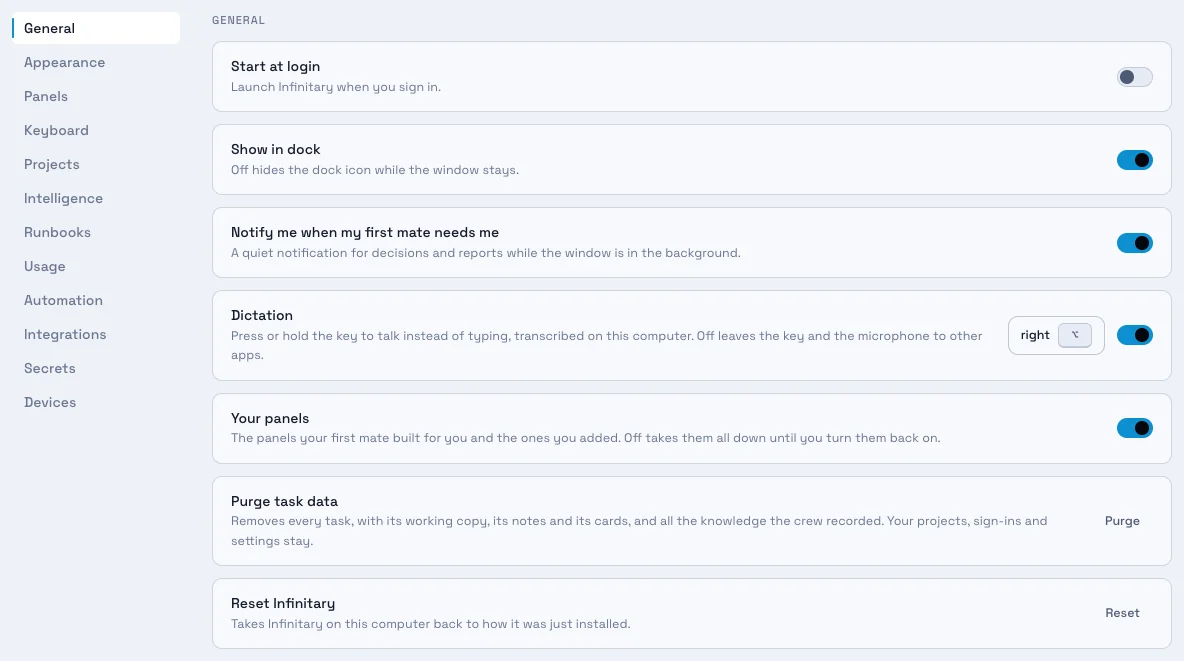 General
Appearance
Panels
Keyboard
Projects
Intelligence
Runbooks
Usage
Automation
Integrations
Secrets
Devices
GENERAL
Start at login
Launch Infinitary when you sign in.
Show in dock
Off hides the dock icon while the window stays.
Notify me when my first mate needs me
A quiet notification for decisions and reports while the window is in the background.
Dictation
Press or hold the key to talk instead of typing, transcribed on this computer. Off leaves the key and the microphone to other
apps.
right ⌥
Your panels
The panels your first mate built for you and the ones you added. Off takes them all down until you turn them back on.
Purge task data
Removes every task, with its working copy, its notes and its cards, and all the knowledge the crew recorded. Your projects, sign-ins and
settings stay.
Purge
Reset Infinitary
Takes Infinitary on this computer back to how it was just installed.
Reset